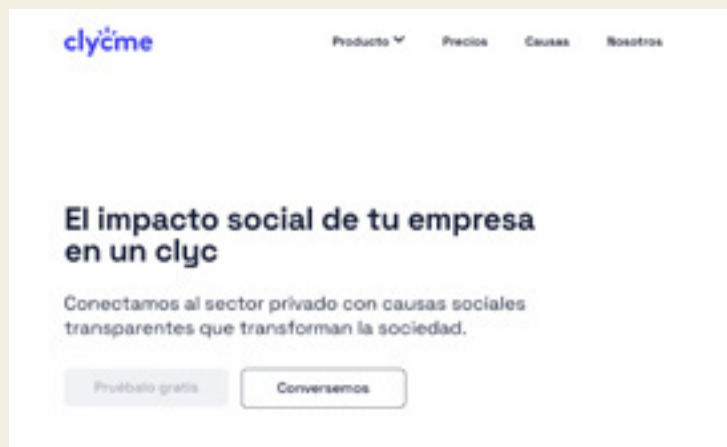 clycme
Producto Precios Causas Nosotros
El impacto social de tu empresa
en un clyc
Conectamos al sector privado con causas sociales
transparentes que transforman la sociedad.
Pruébalo gratis Conversemos